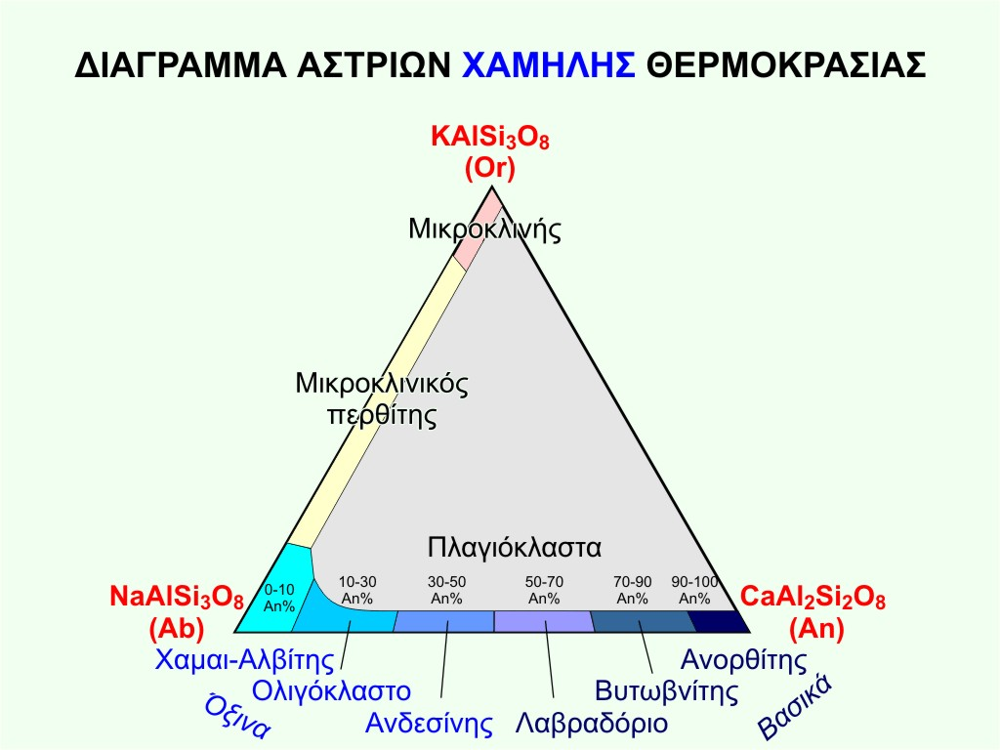 ΔΙΑΓΡΑΜΜΑ ΑΣΤΡΙΩΝ ΧΑΜΗΛΗΣ ΘΕΡΜΟΚΡΑΣΙΑΣ
KAlSi₃O₈
(Or)
Μικροκλινής
Μικροκλινικός
περθίτης
Πλαγιόκλαστα
0-10
An%
10-30
An%
30-50
An%
50-70
An%
70-90
An%
90-100
An%
NaAlSi₃O₈
(Ab)
CaAl₂Si₂O₈
(An)
Χαμαι-Αλβίτης
Ανορθίτης
Ολιγόκλαστο
Βυτωβνίτης
Ανδεσίνης
Λαβραδόριο
Όξινα
Βασικά